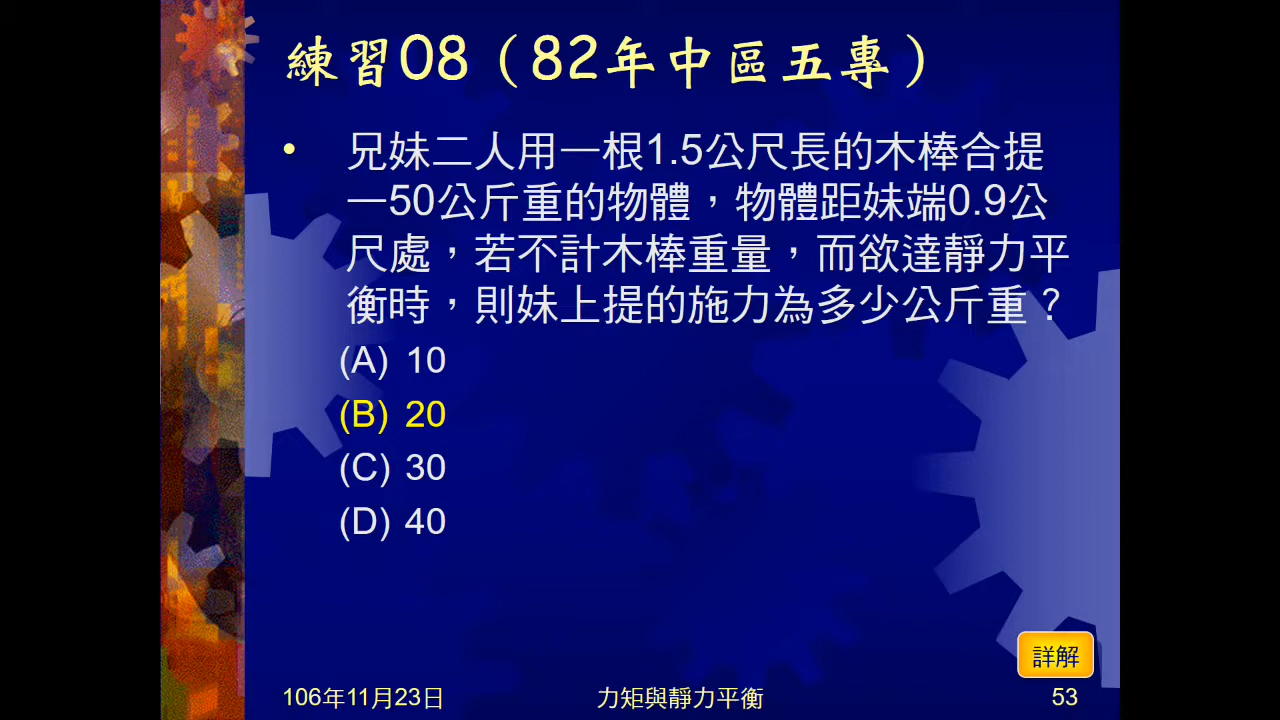 練習08（82年中區五專）
• 兄妹二人用一根1.5公尺長的木棒合提
一50公斤重的物體，物體距妹端0.9公
尺處，若不計木棒重量，而欲達靜力平
衡時，則妹上提的施力為多少公斤重？
(A) 10
(B) 20
(C) 30
(D) 40
詳解
106年11月23日
力矩與靜力平衡
53